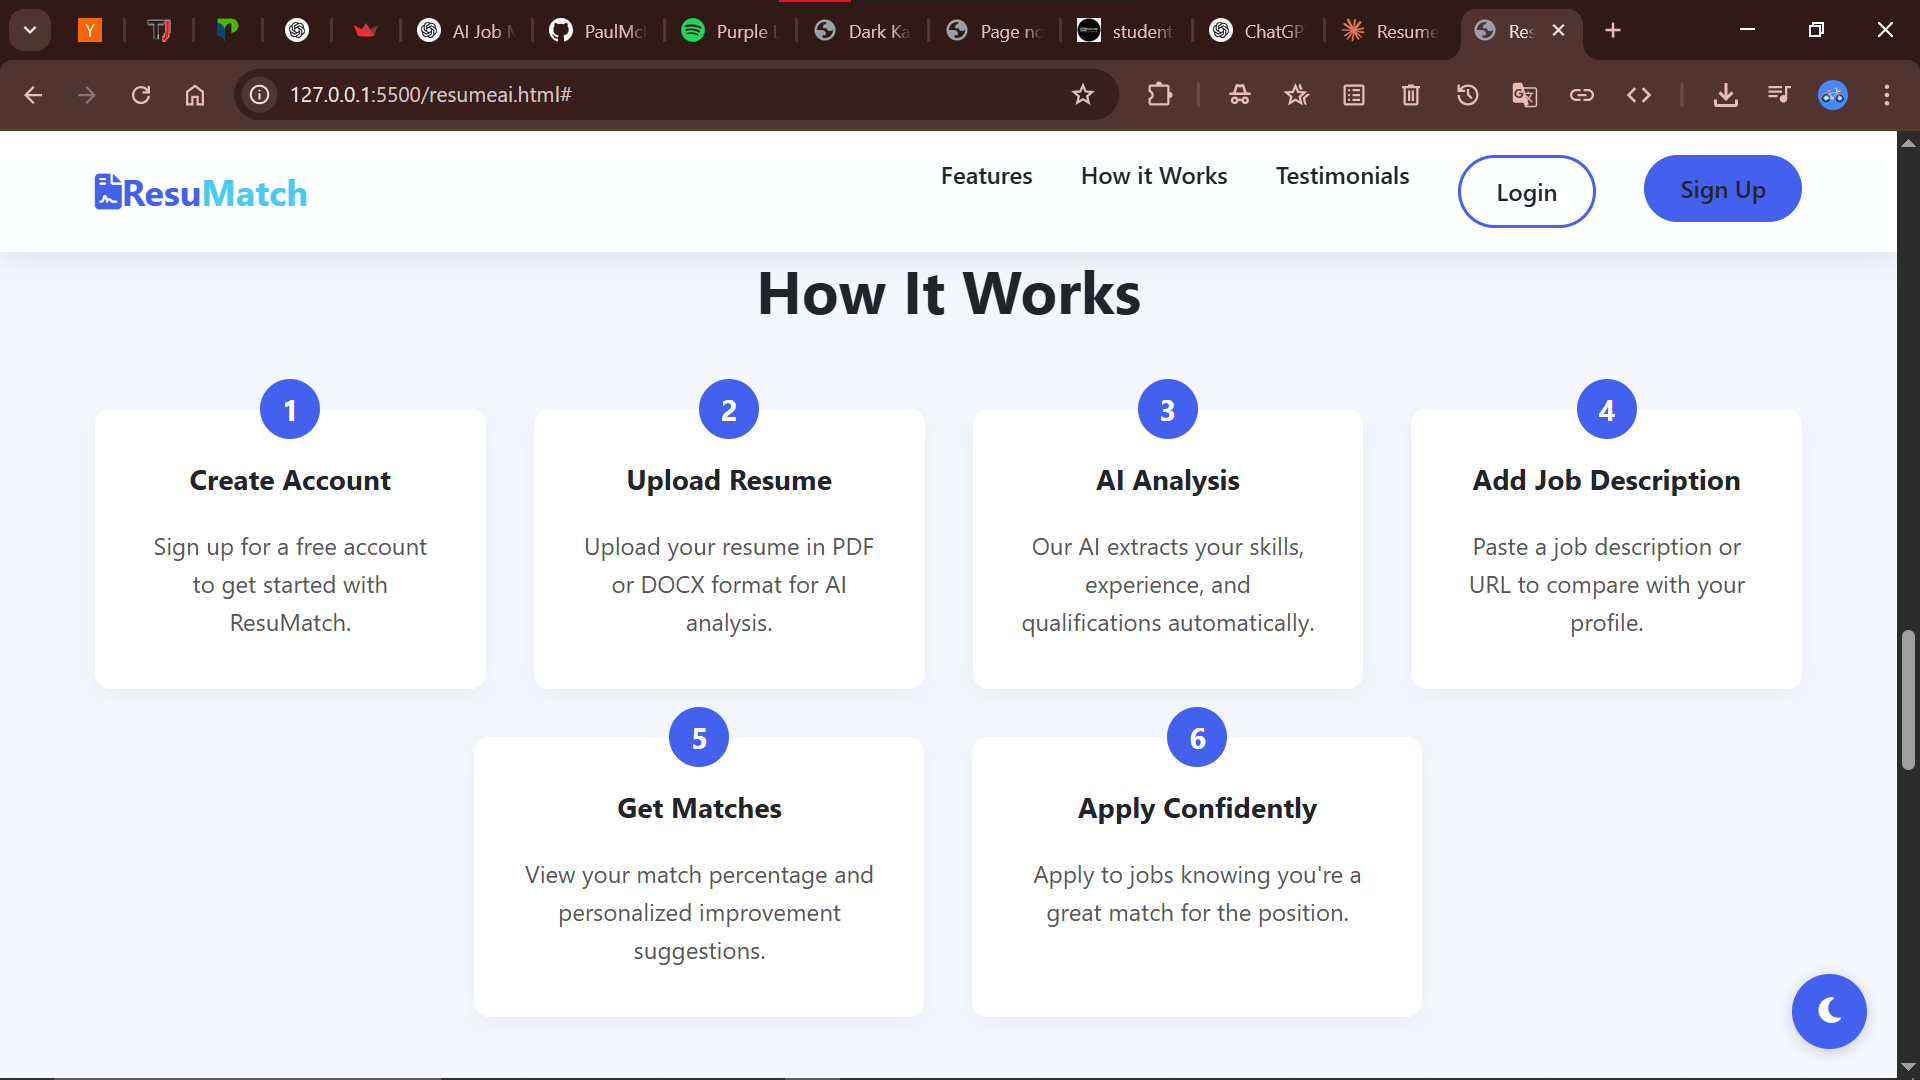 Y
TJ
AI Job M
PaulMcl
Purple L
Dark Ka
Page no
student
ChatGP
Resume
Res
127.0.0.1:5500/resumeai.html#
ResuMatch
Features
How it Works
Testimonials
Login
Sign Up
How It Works
1
2
3
4
Create Account
Sign up for a free account
to get started with
ResuMatch.
Upload Resume
Upload your resume in PDF
or DOCX format for AI
analysis.
AI Analysis
Our AI extracts your skills,
experience, and
qualifications automatically.
Add Job Description
Paste a job description or
URL to compare with your
profile.
5
6
Get Matches
View your match percentage and
personalized improvement
suggestions.
Apply Confidently
Apply to jobs knowing you're a
great match for the position.